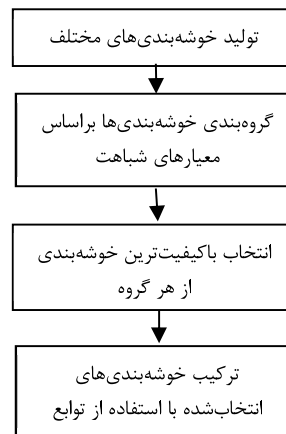 تولید خوشه‌بندی‌های مختلف
گروه‌بندی خوشه‌بندی‌ها براساس
معیارهای شباهت
انتخاب باکیفیت‌ترین خوشه‌بندی
از هر گروه
ترکیب خوشه‌بندی‌های
انتخاب‌شده با استفاده از توابع